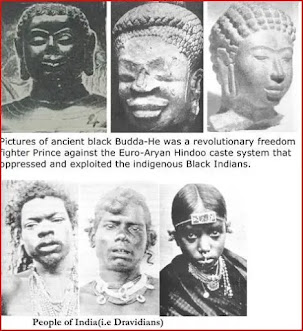 Pictures of ancient black Budda-He was a revolutionary freedom
fighter Prince against the Euro-Aryan Hindoo caste system that
oppressed and exploited the indigenous Black Indians.
People of India(i.e Dravidians)